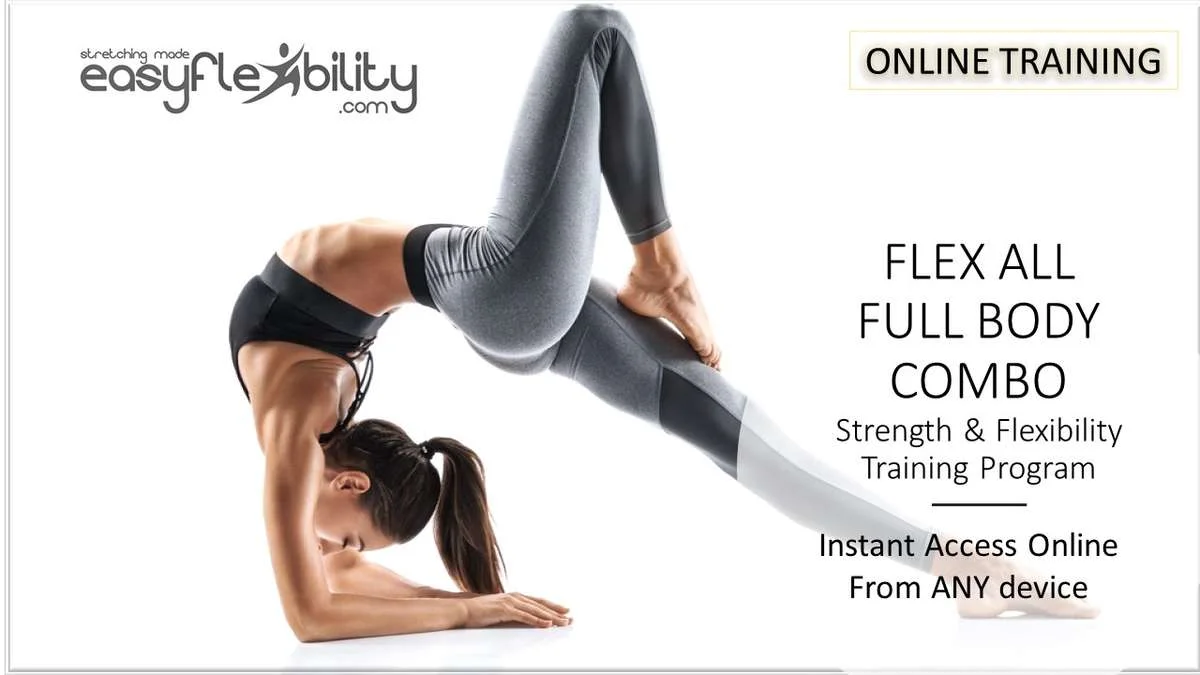 stretching made
easyflexibility
.com
ONLINE TRAINING
FLEX ALL
FULL BODY
COMBO
Strength & Flexibility
Training Program
Instant Access Online
From ANY device